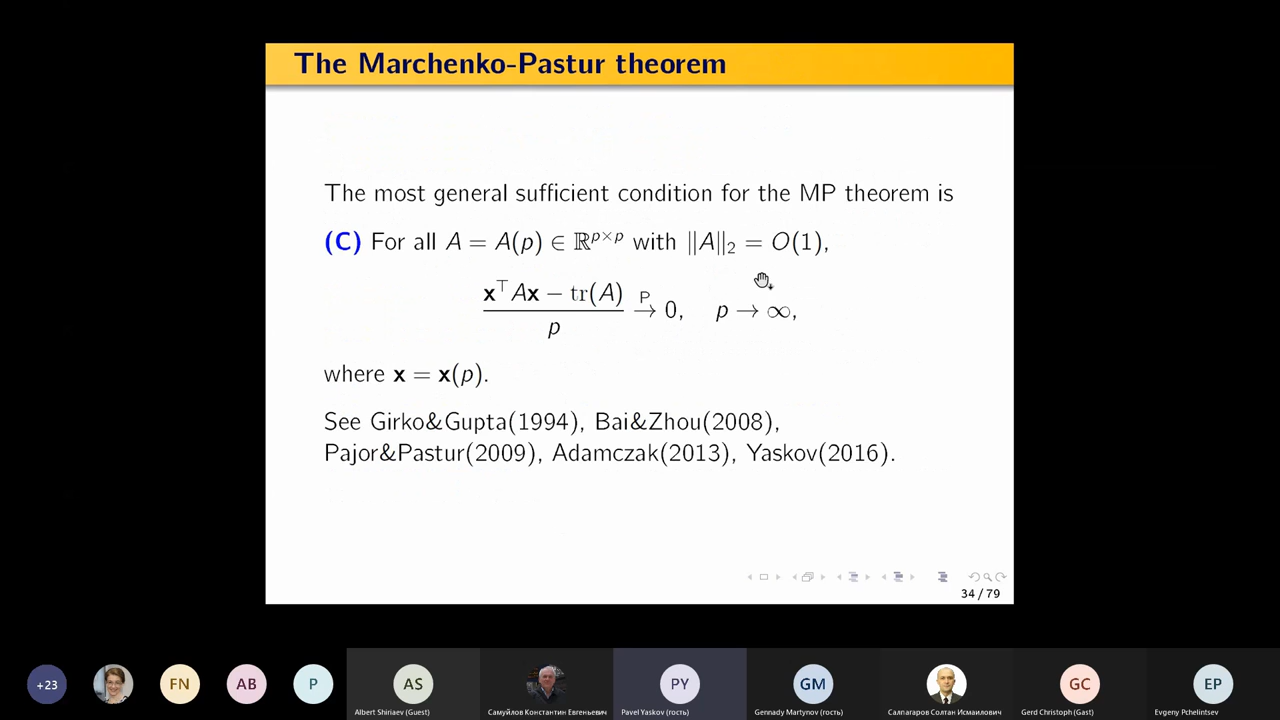 The Marchenko-Pastur theorem
The most general sufficient condition for the MP theorem is
(C) For all A = A(p) ∈ ℝ^{p×p} with ‖A‖₂ = O(1),
(x^⊤Ax − tr(A))/p →^P 0, p → ∞,
where x = x(p).
See Girko&Gupta(1994), Bai&Zhou(2008),
Pajor&Pastur(2009), Adamczak(2013), Yaskov(2016).
34 / 79
+23 FN AB P AS PY GM GC EP
Albert Shiriaev (Guest) Самуйлов Константин Евгеньевич Pavel Yaskov (гость) Gennady Martynov (гость) Салпагаров Солтан Исмаилович Gerd Christoph (Gast) Evgeny Pchelintsev